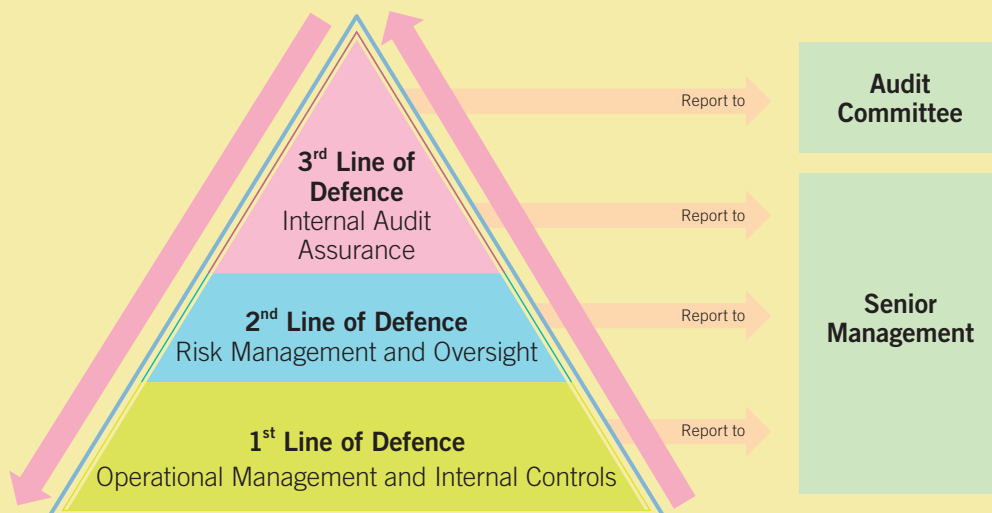 Report to
Audit
Committee
3rd Line of
Defence
Internal Audit
Assurance
Report to
2nd Line of Defence
Risk Management and Oversight
Report to
Senior
Management
1st Line of Defence
Operational Management and Internal Controls
Report to